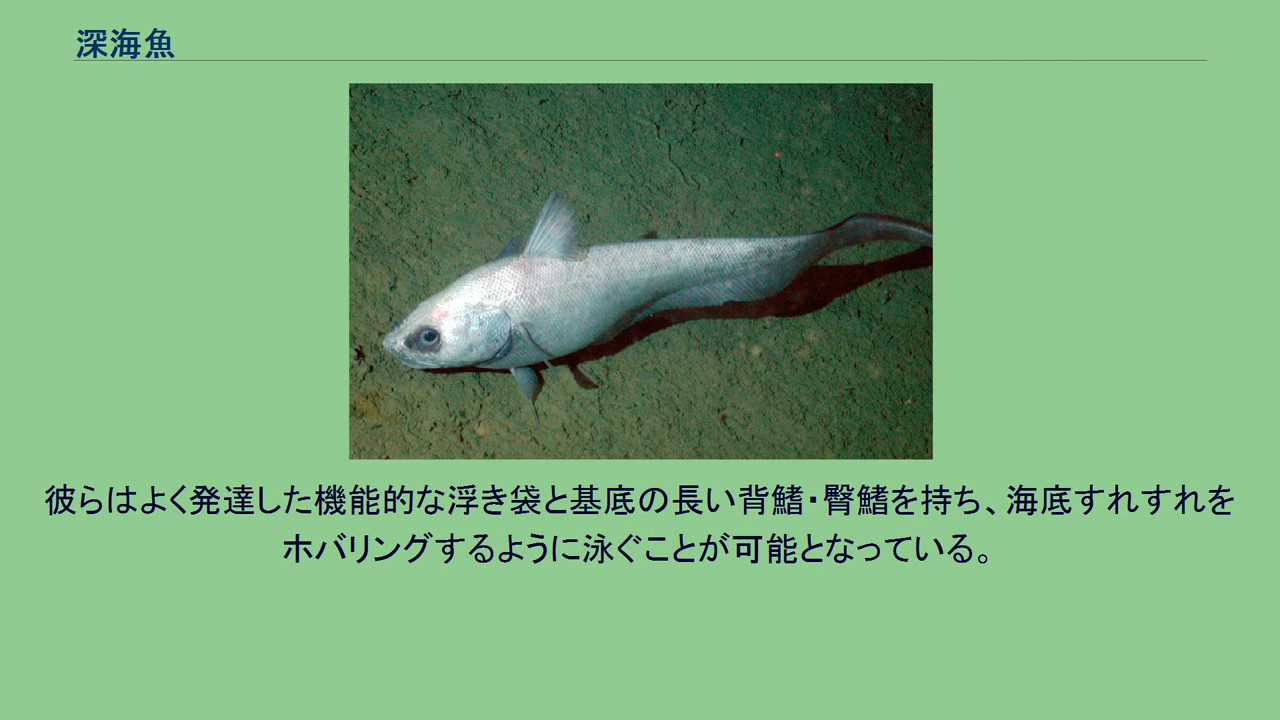 深海魚
彼らはよく発達した機能的な浮き袋と基底の長い背鰭・臀鰭を持ち、海底すれすれを
ホバリングするように泳ぐことが可能となっている。